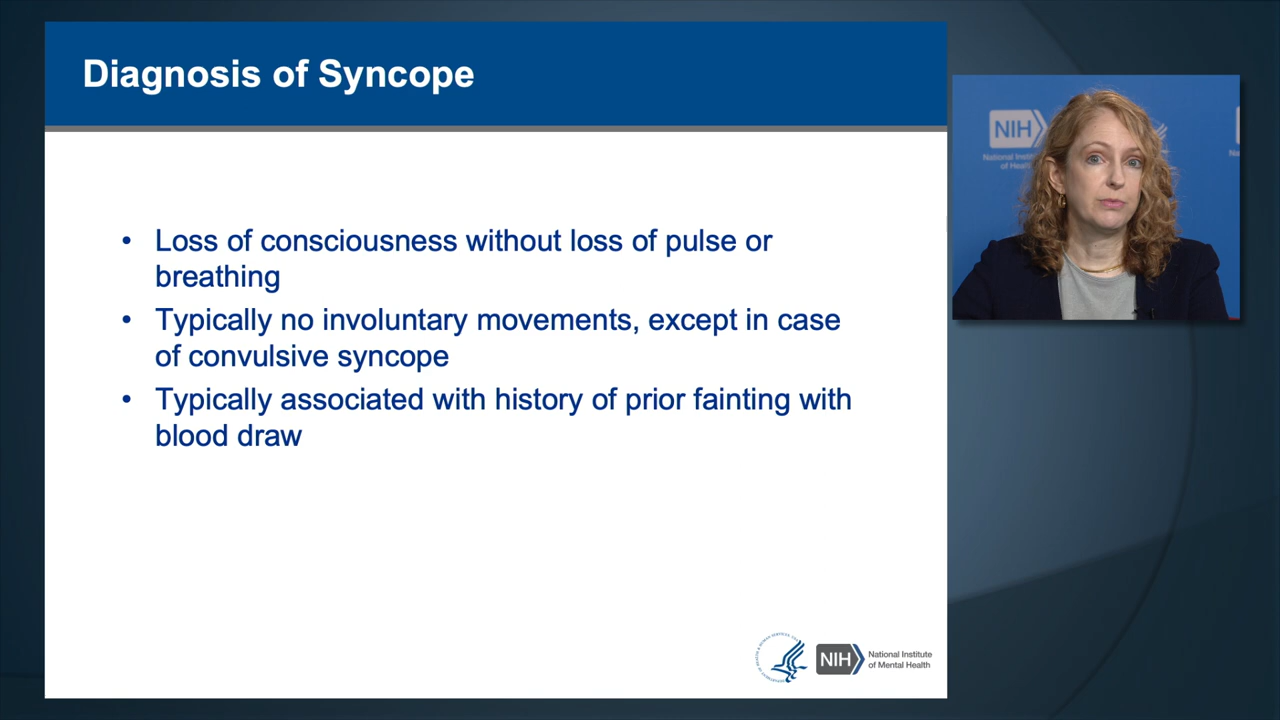 Diagnosis of Syncope
• Loss of consciousness without loss of pulse or
breathing
• Typically no involuntary movements, except in case
of convulsive syncope
• Typically associated with history of prior fainting with
blood draw
NIH
National Institute
of Mental Health
NIH
National Insti
of Health